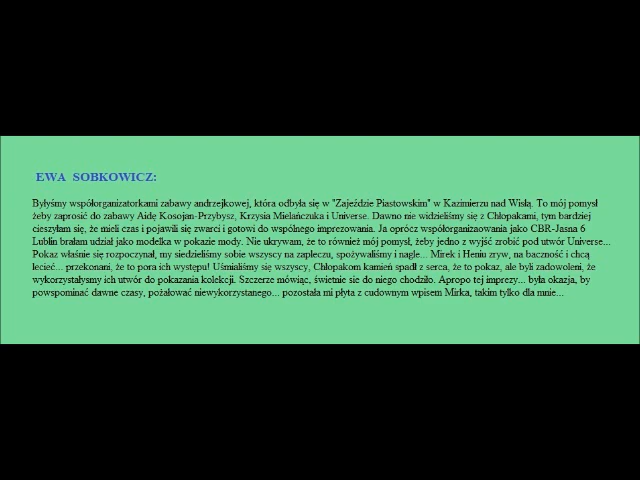 EWA SOBKOWICZ:
Byłyśmy współorganizatorkami zabawy andrzejkowej, która odbyła się w "Zajeździe Piastowskim" w Kazimierzu nad Wisłą. To mój pomysł
żeby zaprosić do zabawy Aidę Kosojan-Przybysz, Krzysia Mielańczuka i Universe. Dawno nie widzieliśmy się z Chłopakami, tym bardziej
cieszyłam się, że mieli czas i pojawili się zwarci i gotowi do wspólnego imprezowania. Ja oprócz współorganizaowania jako CBR-Jasna 6
Lublin brałam udział jako modelka w pokazie mody. Nie ukrywam, że to również mój pomysł, żeby jedno z wyjść zrobić pod utwór Universe...
Pokaz właśnie się rozpoczynał, my siedzieliśmy sobie wszyscy na zapleczu, spożywaliśmy i nagle... Mirek i Heniu zryw, na baczność i chcą
lecieć... przekonani, że to pora ich występu! Uśmialiśmy się wszyscy, Chłopakom kamień spadł z serca, że to pokaz, ale byli zadowoleni, że
wykorzystałysmy ich utwór do pokazania kolekcji. Szczerze mówiąc, świetnie sie do niego chodziło. Apropo tej imprezy... była okazja, by
powspominać dawne czasy, pożałować niewykorzystanego... pozostała mi płyta z cudownym wpisem Mirka, takim tylko dla mnie...